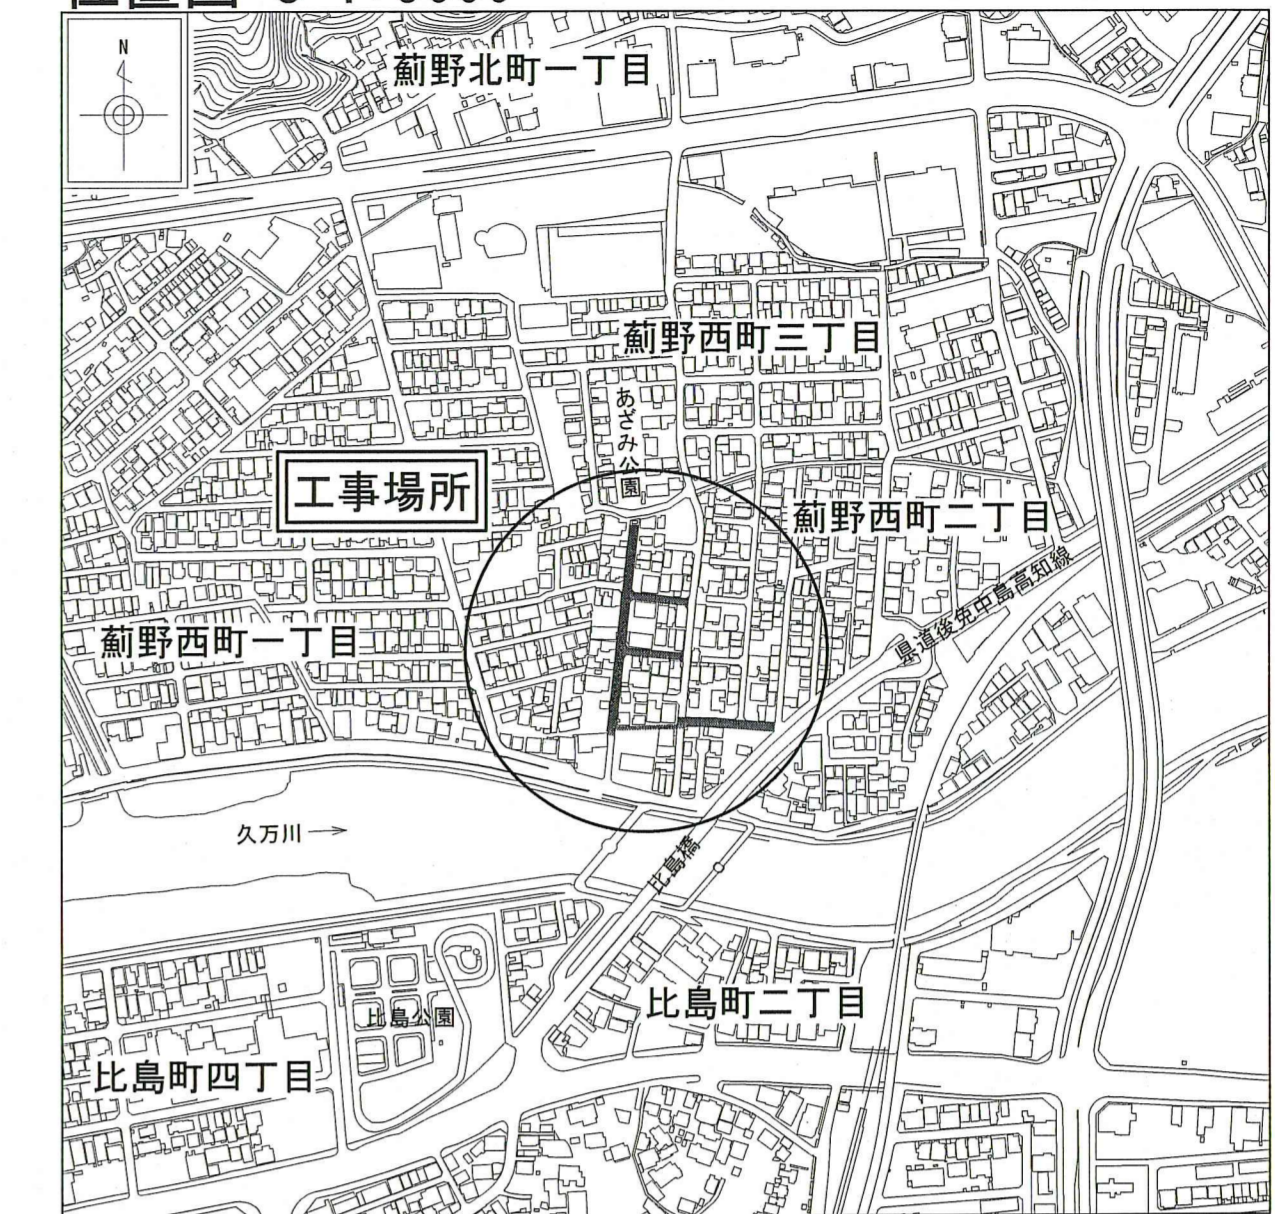 N
薊野北町一丁目
薊野西町三丁目
あざみ公園
工事場所
薊野西町二丁目
県道後免中島高知線
薊野西町一丁目
久万川→
比島橋
比島公園
比島町二丁目
比島町四丁目